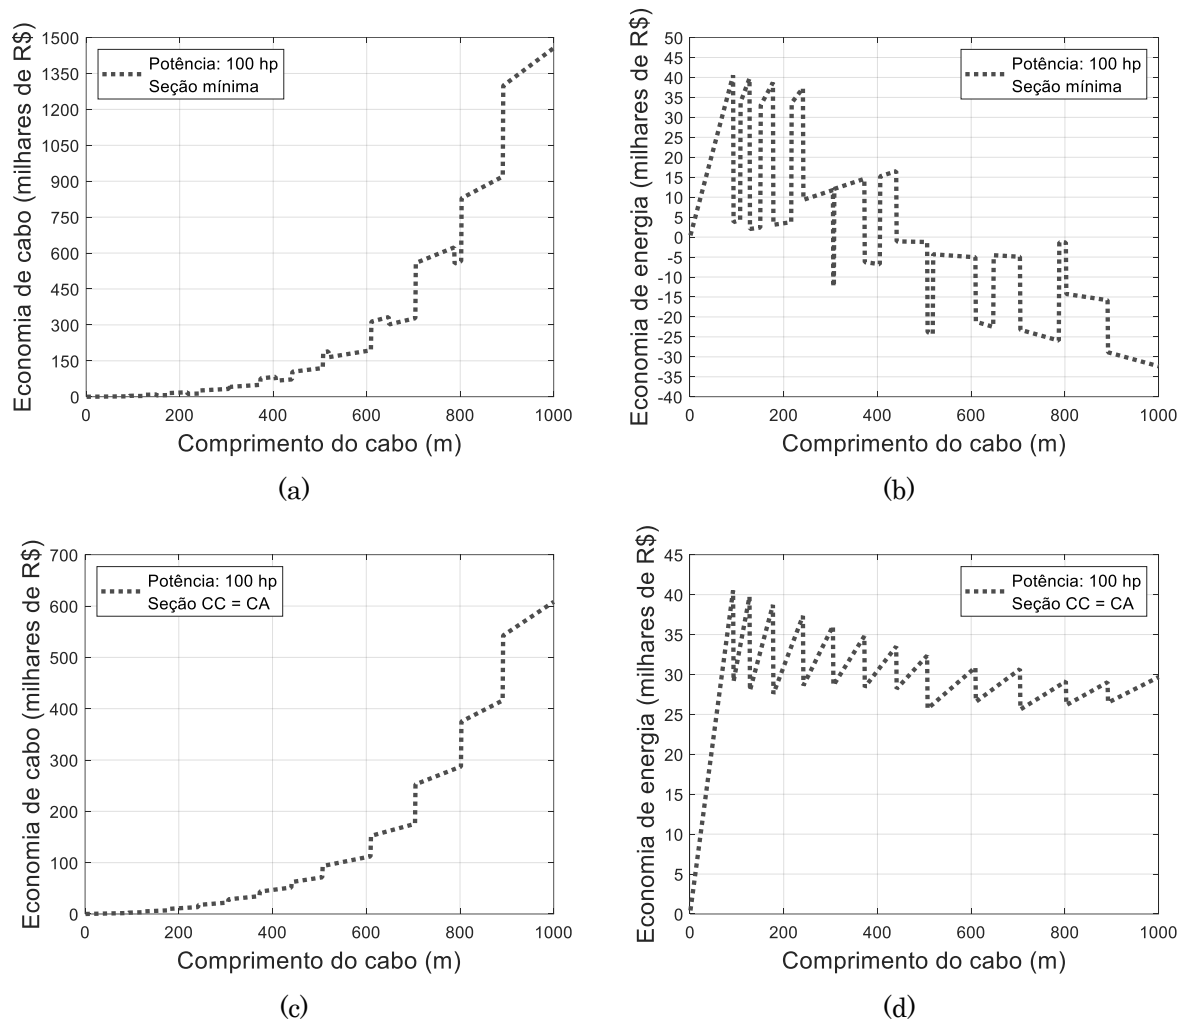 Economia de cabo (milhares de R$)
1500
1350
1200
1050
900
750
600
450
300
150
0
Potência: 100 hp
Seção mínima
0 200 400 600 800 1000
Comprimento do cabo (m)
(a)
Economia de energia (milhares de R$)
50
45
40
35
30
25
20
15
10
5
0
-5
-10
-15
-20
-25
-30
-35
-40
Potência: 100 hp
Seção mínima
0 200 400 600 800 1000
Comprimento do cabo (m)
(b)
Economia de cabo (milhares de R$)
700
600
500
400
300
200
100
0
Potência: 100 hp
Seção CC = CA
0 200 400 600 800 1000
Comprimento do cabo (m)
(c)
Economia de energia (milhares de R$)
45
40
35
30
25
20
15
10
5
0
Potência: 100 hp
Seção CC = CA
0 200 400 600 800 1000
Comprimento do cabo (m)
(d)